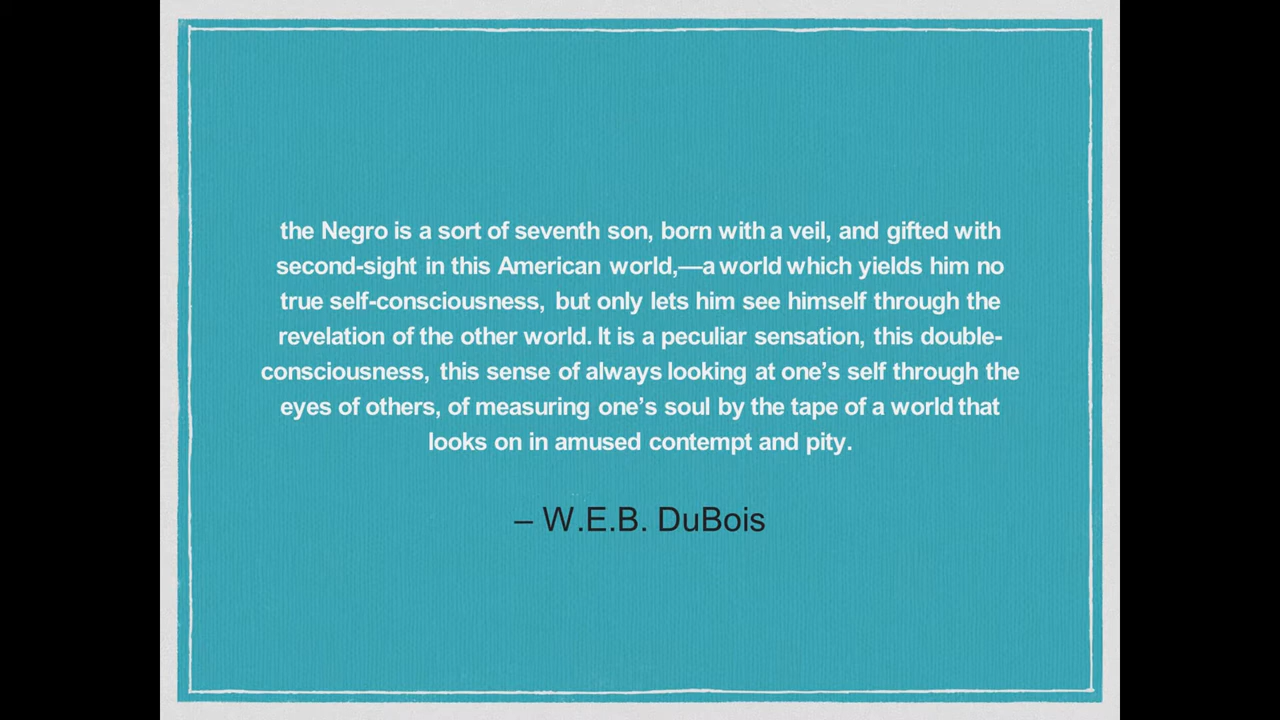 the Negro is a sort of seventh son, born with a veil, and gifted with
second-sight in this American world,—a world which yields him no
true self-consciousness, but only lets him see himself through the
revelation of the other world. It is a peculiar sensation, this double-
consciousness, this sense of always looking at one’s self through the
eyes of others, of measuring one’s soul by the tape of a world that
looks on in amused contempt and pity.
– W.E.B. DuBois